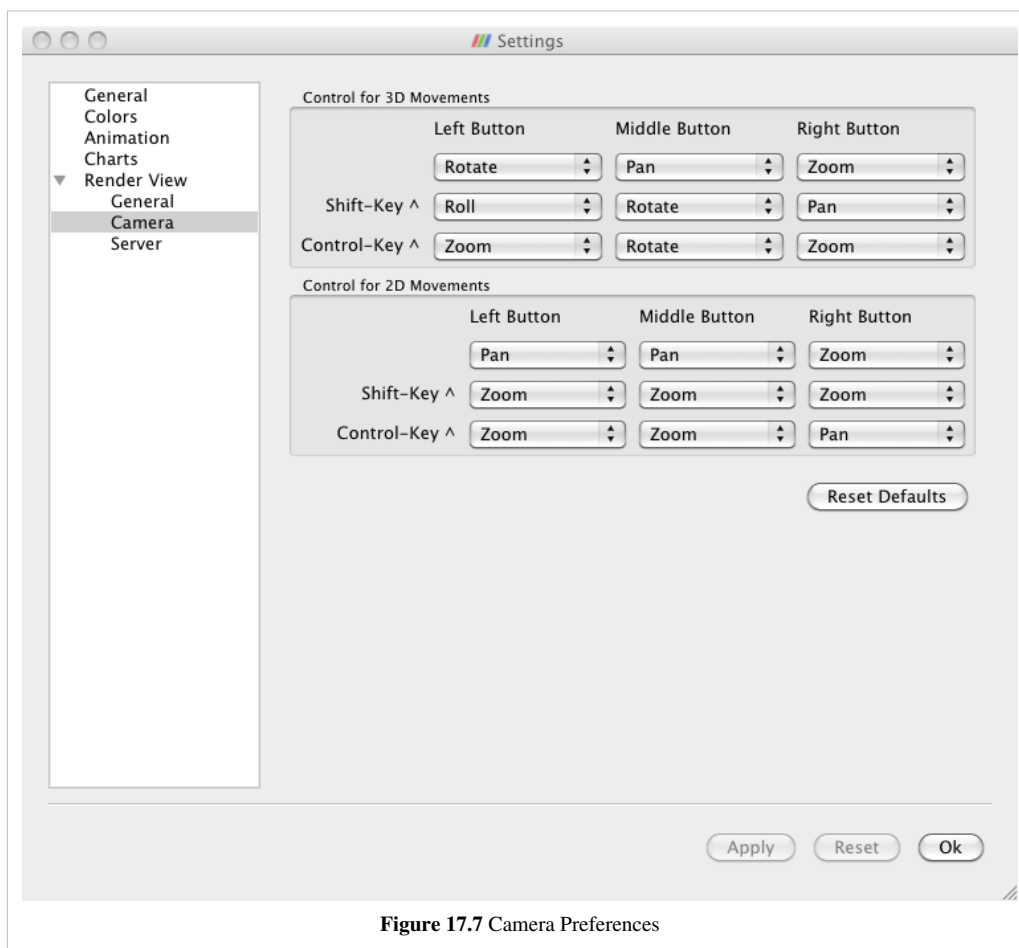 Settings
General
Colors
Animation
Charts
Render View
General
Camera
Server
Control for 3D Movements
Left Button Middle Button Right Button
Rotate Pan Zoom
Shift-Key ^ Roll Rotate Pan
Control-Key ^ Zoom Rotate Zoom
Control for 2D Movements
Left Button Middle Button Right Button
Pan Pan Zoom
Shift-Key ^ Zoom Zoom Zoom
Control-Key ^ Zoom Zoom Pan
Reset Defaults
Apply Reset Ok
Figure 17.7 Camera Preferences